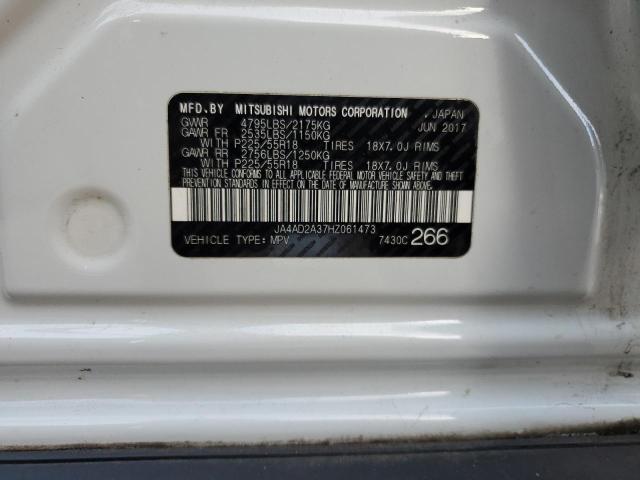 MFD.BY MITSUBISHI MOTORS CORPORATION , JAPAN
GVWR 4795LBS/2175KG JUN 2017
GAWR FR 2535LBS/1150KG
WITH P225/55R18 TIRES 18X7.0J RIMS
GAWR RR 2756LBS/1250KG
WITH P225/55R18 TIRES 18X7.0J RIMS
THIS VEHICLE CONFORMS TO ALL APPLICABLE FEDERAL MOTOR VEHICLE SAFETY AND THEFT
PREVENTION STANDARDS IN EFFECT ON THE DATE OF MANUFACTURE SHOWN ABOVE.
JA4AD2A37HZ061473
VEHICLE TYPE: MPV 7430C 266